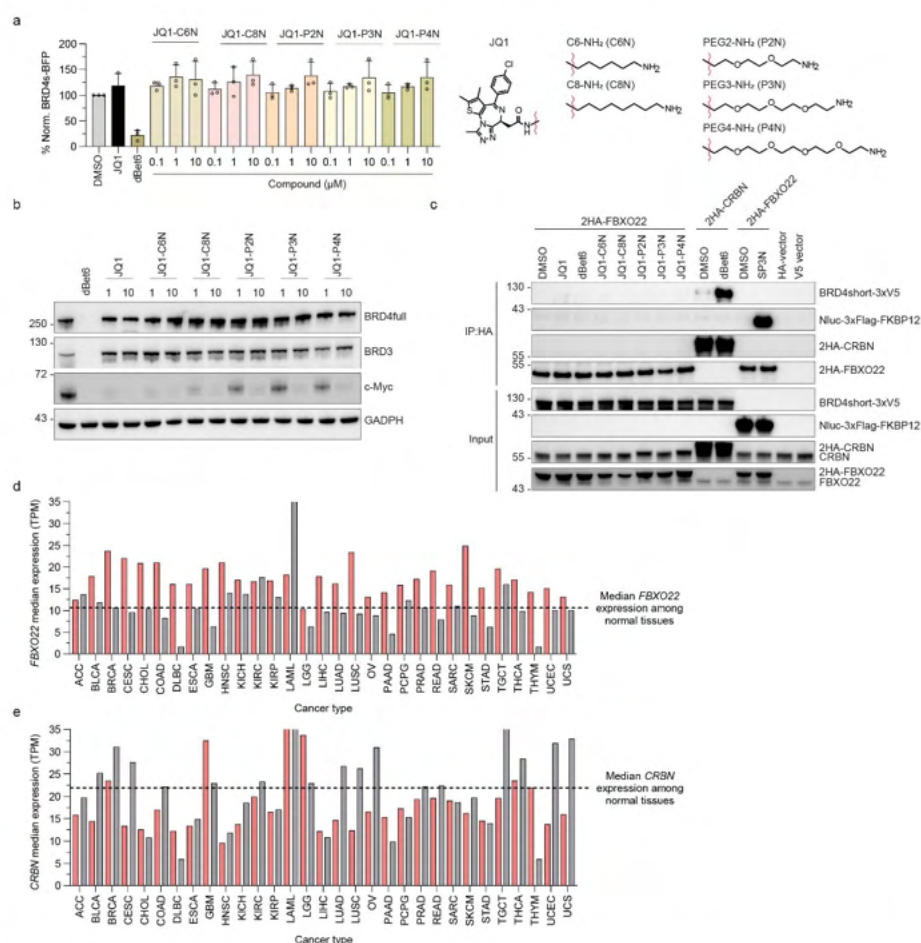 a
JQ1-C6N JQ1-C8N JQ1-P2N JQ1-P3N JQ1-P4N
% Norm. BRD4s-BFP
200
150
100
50
0
DMSO JQ1 dBet6 0.1 1 10 0.1 1 10 0.1 1 10 0.1 1 10 0.1 1 10
Compound (µM)
JQ1
Cl
S
N
N
N
N
O
N
H
C6-NH₂ (C6N)
NH2
C8-NH₂ (C8N)
NH2
PEG2-NH₂ (P2N)
O O NH2
PEG3-NH₂ (P3N)
O O O NH2
PEG4-NH₂ (P4N)
O O O O NH2
b
dBet6 JQ1 JQ1-C6N JQ1-C8N JQ1-P2N JQ1-P3N JQ1-P4N
1 10 1 10 1 10 1 10 1 10 1 10
250
BRD4full
130
BRD3
72
c-Myc
43
GADPH
c
2HA-FBXO22 2HA-CRBN 2HA-FBXO22
DMSO JQ1 dBet6 JQ1-C6N JQ1-C8N JQ1-P2N JQ1-P3N JQ1-P4N DMSO dBet6 DMSO SP3N HA-vector V5 vector
IP:HA
130
BRD4short-3xV5
43
Nluc-3xFlag-FKBP12
2HA-CRBN
55
55
2HA-FBXO22
Input
130
BRD4short-3xV5
43
43
Nluc-3xFlag-FKBP12
2HA-CRBN
55
CRBN
2HA-FBXO22
43
FBXO22
d
FBXO22 median expression (TPM)
35
30
25
20
15
10
5
0
Median FBXO22
expression among
normal tissues
ACC BLCA BRCA CESC CHOL COAD DLBC ESCA GBM HNSC KICH KIRC KIRP LAML LGG LIHC LUAD LUSC OV PAAD PCPG PRAD READ SARC SKCM STAD TGCT THCA THYM UCEC UCS
Cancer type
e
CRBN median expression (TPM)
35
30
25
20
15
10
5
0
Median CRBN
expression among
normal tissues
ACC BLCA BRCA CESC CHOL COAD DLBC ESCA GBM HNSC KICH KIRC KIRP LAML LGG LIHC LUAD LUSC OV PAAD PCPG PRAD READ SARC SKCM STAD TGCT THCA THYM UCEC UCS
Cancer type